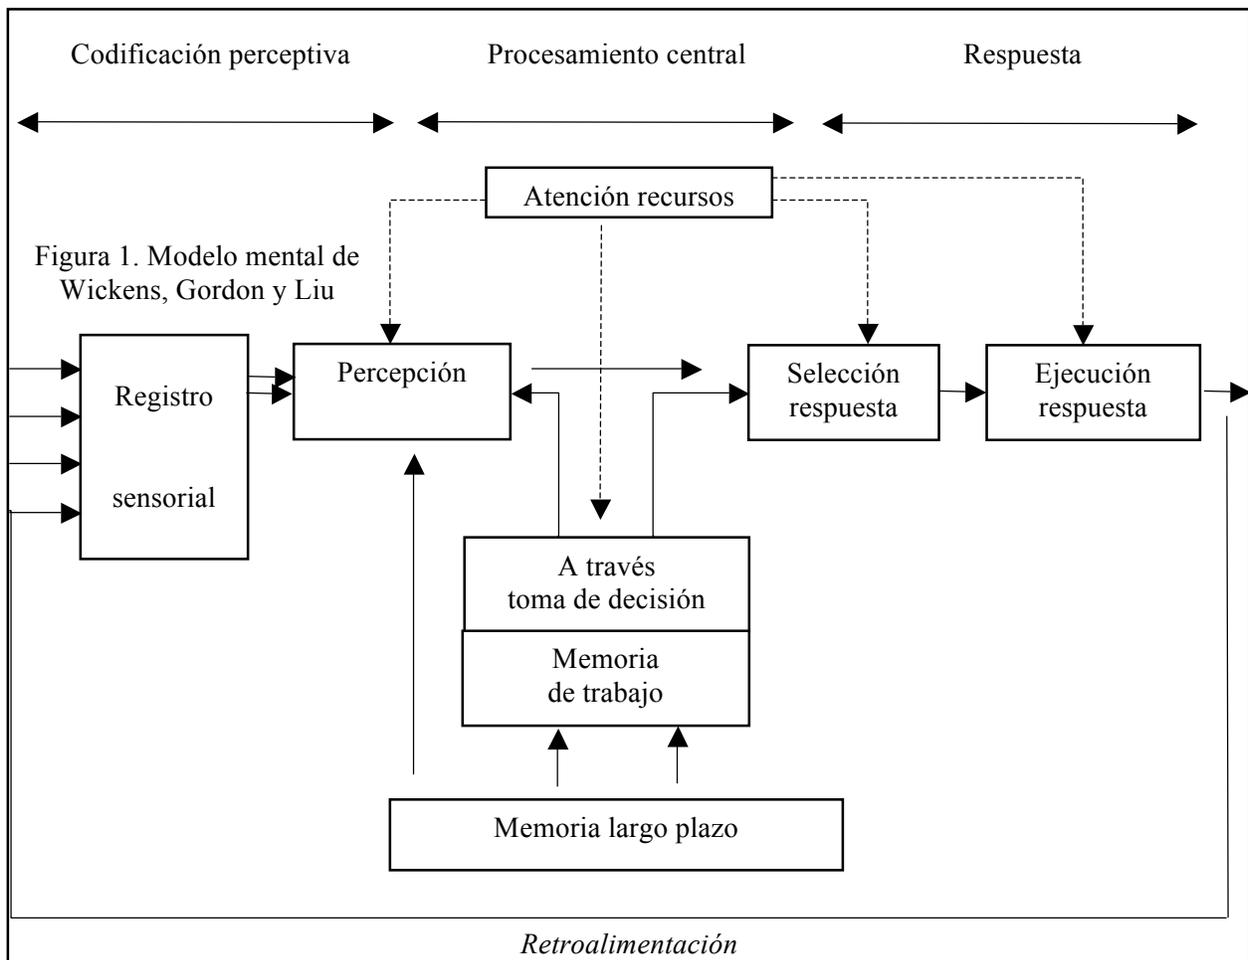 Codificación perceptiva
Procesamiento central
Respuesta
Atención recursos
Figura 1. Modelo mental de
Wickens, Gordon y Liu
Registro
sensorial
Percepción
Selección
respuesta
Ejecución
respuesta
A través
toma de decisión
Memoria
de trabajo
Memoria largo plazo
Retroalimentación